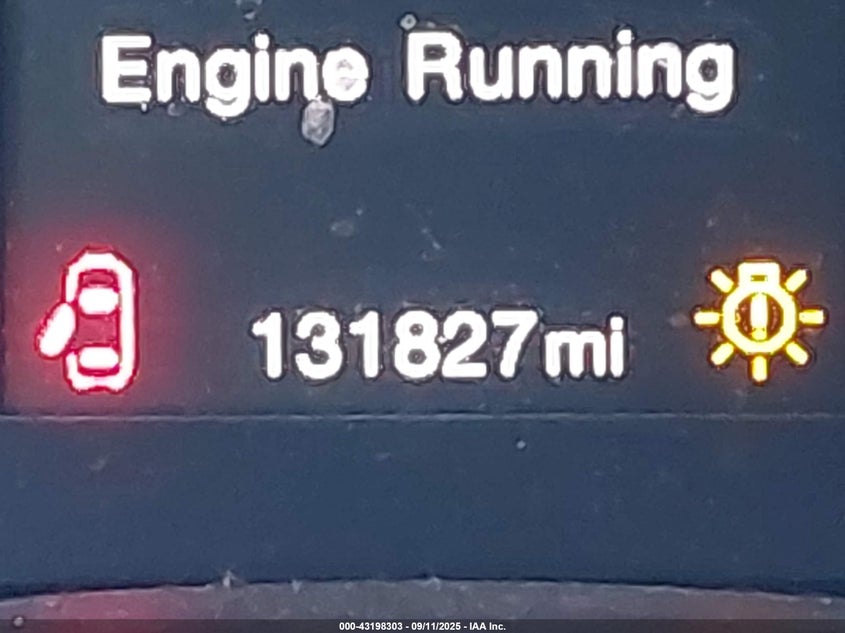 Engine Running
131827mi
000-43198303 - 09/11/2025 - IAA Inc.